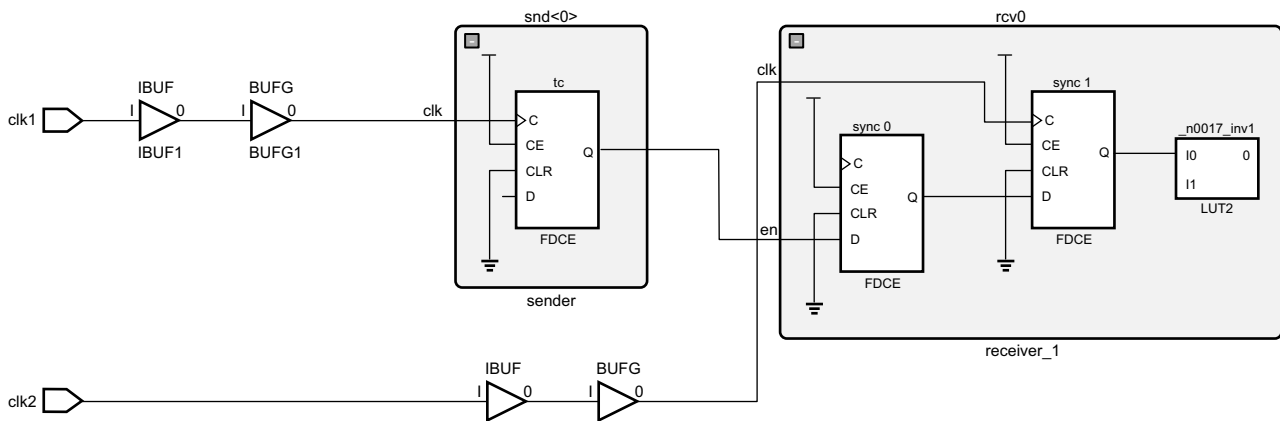 snd<0>
rcv0
-
-
IBUF
BUFG
clk
tc
sync 1
clk1
I
0
I
0
clk
C
CE
CLR
D
Q
sync 0
C
CE
CLR
D
Q
C
CE
CLR
D
Q
_n0017_inv1
I0
0
I1
LUT2
IBUF1
BUFG1
FDCE
en
FDCE
FDCE
sender
receiver_1
IBUF
BUFG
clk2
I
0
I
0